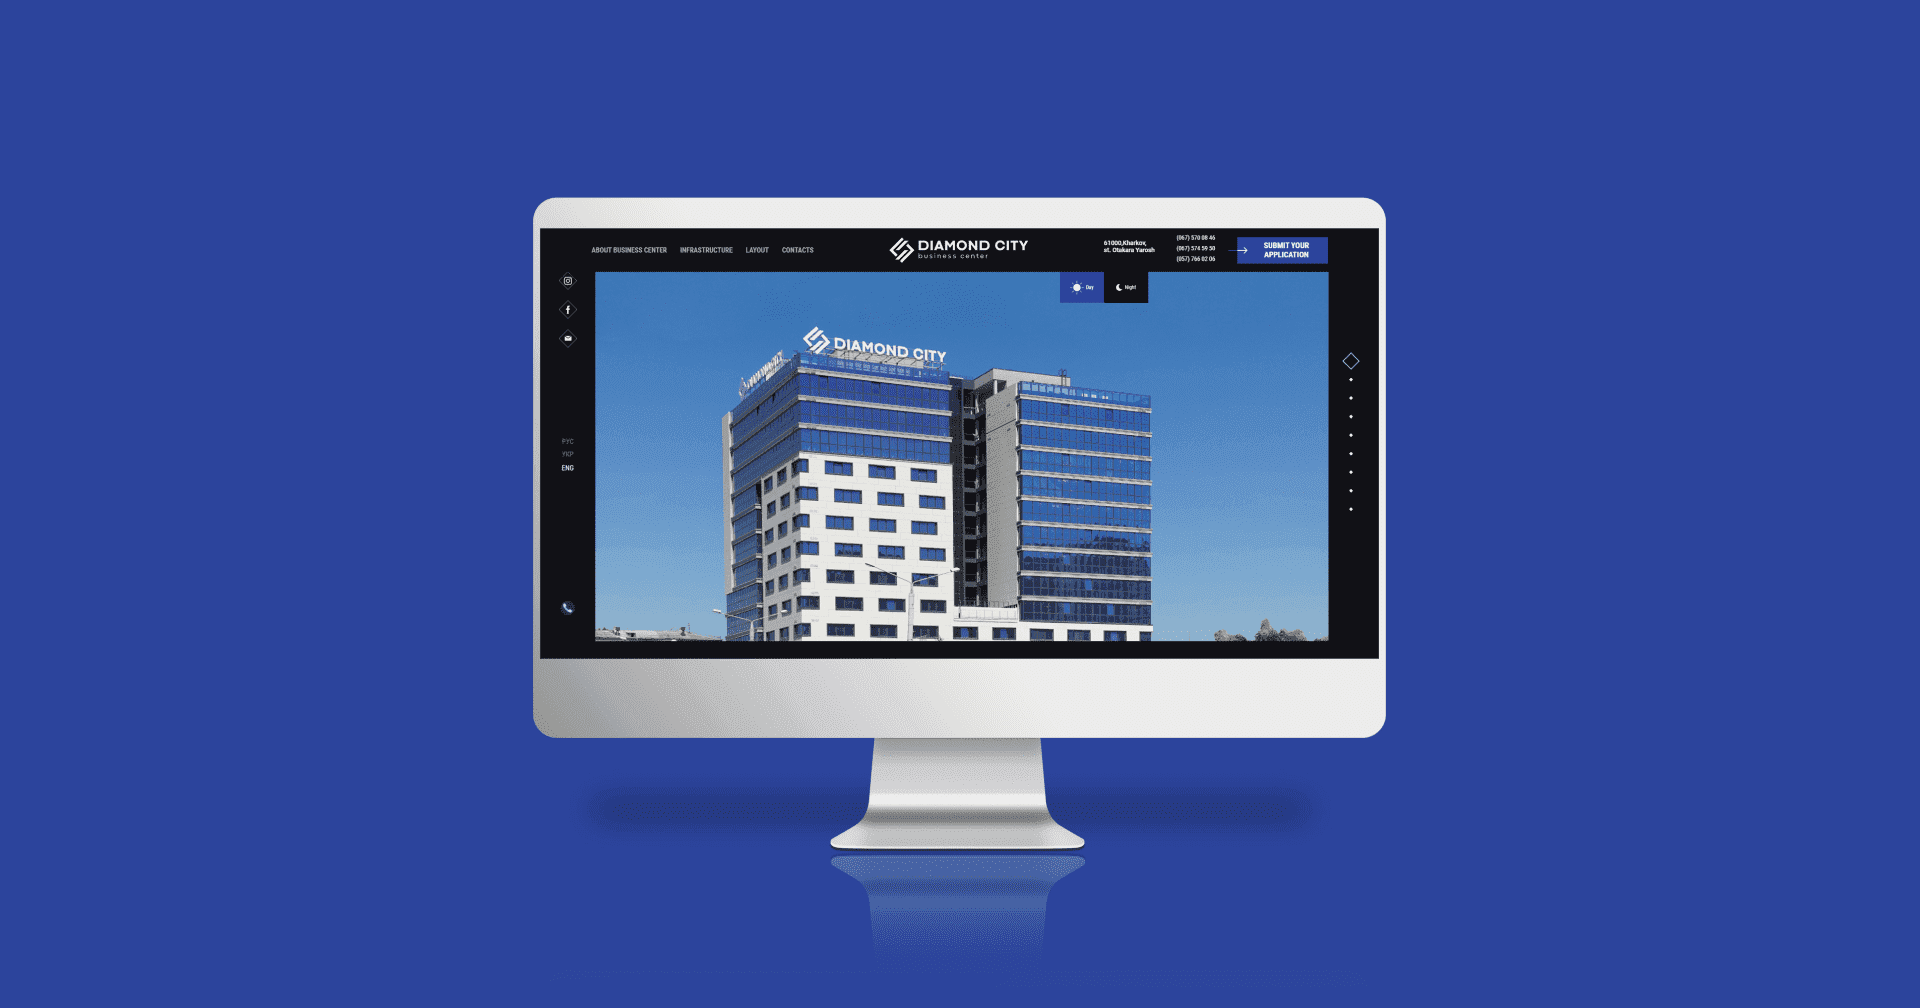 ABOUT BUSINESS CENTER
INFRASTRUCTURE
LAYOUT
CONTACTS
DIAMOND CITY
business center
61000,Kharkov,
st. Otakara Yarosh
(067) 570 08 46
(067) 574 59 50
(057) 766 02 06
SUBMIT YOUR
APPLICATION
Day
Night
DIAMOND CITY
РУС
УКР
ENG